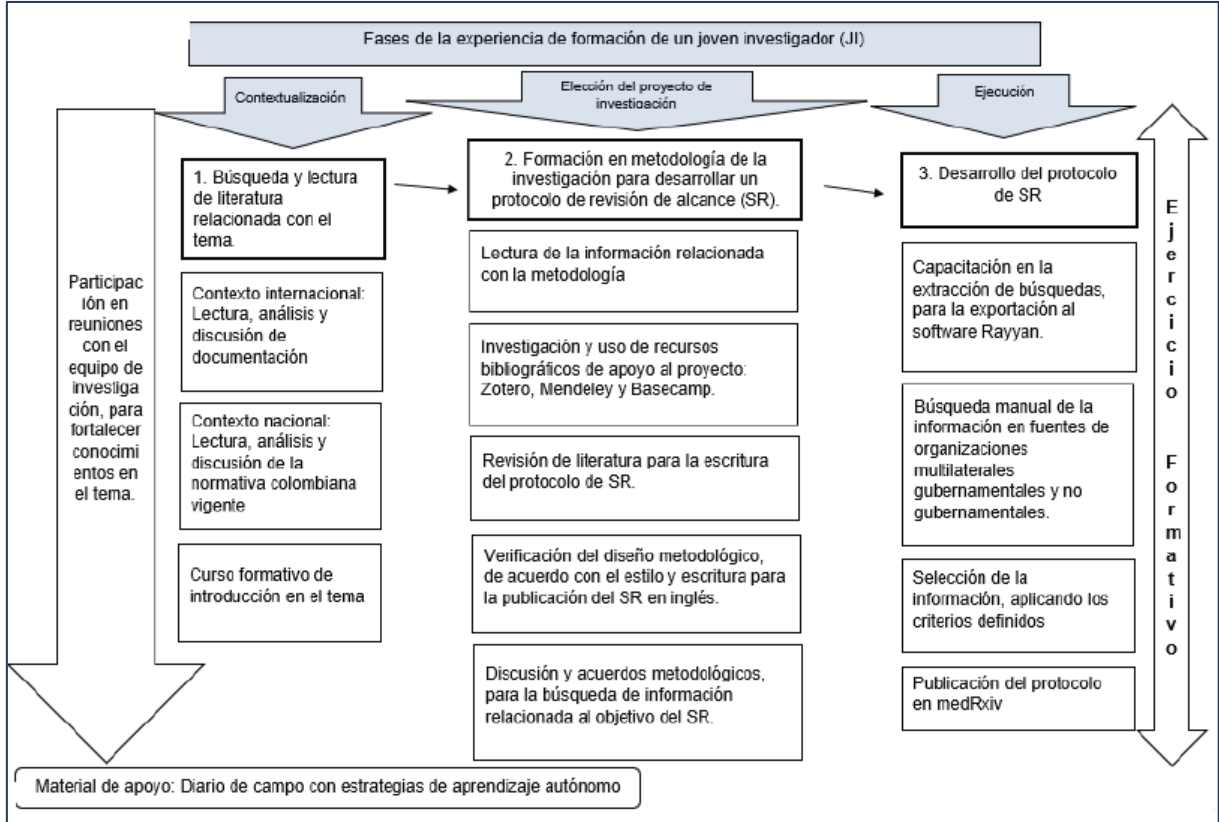 Fases de la experiencia de formación de un joven investigador (JI)
Contextualización
Elección del proyecto de
investigación
Ejecución
Participac
ión en
reuniones
con el
equipo de
investiga
ción, para
fortalecer
conocimi
entos en
el tema.
1. Búsqueda y lectura
de literatura
relacionada con el
tema.
Contexto internacional:
Lectura, análisis y
discusión de
documentación
Contexto nacional:
Lectura, análisis y
discusión de la
normativa colombiana
vigente
Curso formativo de
introducción en el tema
2. Formación en metodología de la
investigación para desarrollar un
protocolo de revisión de alcance (SR).
Lectura de la información relacionada
con la metodología
Investigación y uso de recursos
bibliográficos de apoyo al proyecto:
Zotero, Mendeley y Basecamp.
Revisión de literatura para la escritura
del protocolo de SR.
Verificación del diseño metodológico,
de acuerdo con el estilo y escritura para
la publicación del SR en inglés.
Discusión y acuerdos metodológicos,
para la búsqueda de información
relacionada al objetivo del SR.
3. Desarrollo del protocolo
de SR
Capacitación en la
extracción de búsquedas,
para la exportación al
software Rayyan.
Búsqueda manual de la
información en fuentes de
organizaciones
multilaterales
gubernamentales y no
gubernamentales.
Selección de la
información, aplicando los
criterios definidos
Publicación del protocolo
en medRxiv
Ejercicio Formativo
Material de apoyo: Diario de campo con estrategias de aprendizaje autónomo